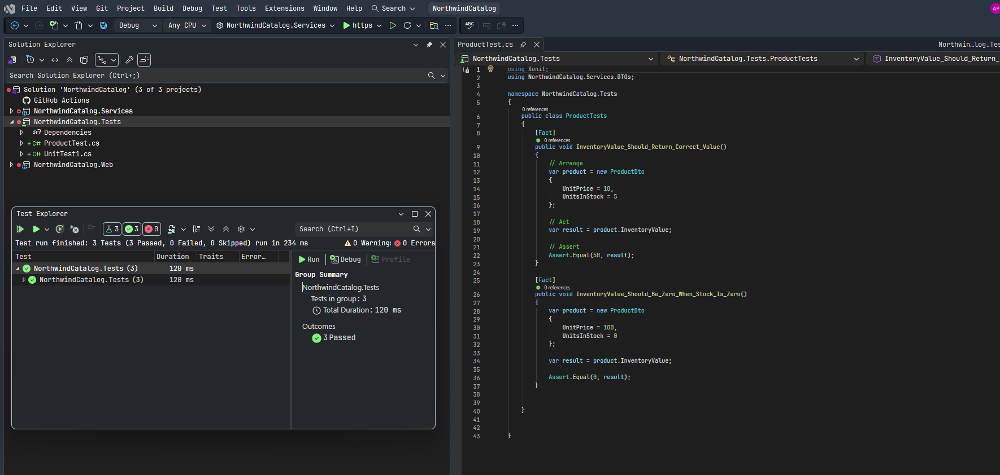 File Edit View Git Project Build Debug Test Tools Extensions Window Help Search NorthwindCatalog AP
Debug Any CPU NorthwindCatalog.Services https ABC
Solution Explorer
Search Solution Explorer (Ctrl+;)
Solution 'NorthwindCatalog' (3 of 3 projects)
GitHub Actions
NorthwindCatalog.Services
NorthwindCatalog.Tests
Dependencies
+ C# ProductTest.cs
+ C# UnitTest1.cs
NorthwindCatalog.Web
Test Explorer
3 3 0 Search (Ctrl+I)
Test run finished: 3 Tests (3 Passed, 0 Failed, 0 Skipped) run in 234 ms 0 Warning 0 Errors
Test Duration Traits Error…
NorthwindCatalog.Tests (3) 120 ms
NorthwindCatalog.Tests (3) 120 ms
Run Debug Profile
Group Summary
NorthwindCatalog.Tests
Tests in group: 3
Total Duration: 120 ms
Outcomes
3 Passed
ProductTest.cs Northwin…log.Tes
NorthwindCatalog.Tests NorthwindCatalog.Tests.ProductTests InventoryValue_Should_Return_
1 using Xunit;
2 using NorthwindCatalog.Services.DTOs;
3
4 namespace NorthwindCatalog.Tests
5 {
0 references
6 public class ProductTests
7 {
8 [Fact]
0 references
9 public void InventoryValue_Should_Return_Correct_Value()
10 {
11 // Arrange
12 var product = new ProductDto
13 {
14 UnitPrice = 10,
15 UnitsInStock = 5
16 };
17
18 // Act
19 var result = product.InventoryValue;
20
21 // Assert
22 Assert.Equal(50, result);
23 }
24
25 [Fact]
0 references
26 public void InventoryValue_Should_Be_Zero_When_Stock_Is_Zero()
27 {
28 var product = new ProductDto
29 {
30 UnitPrice = 100,
31 UnitsInStock = 0
32 };
33
34 var result = product.InventoryValue;
35
36 Assert.Equal(0, result);
37 }
38
39
40 }
41
42
43 }